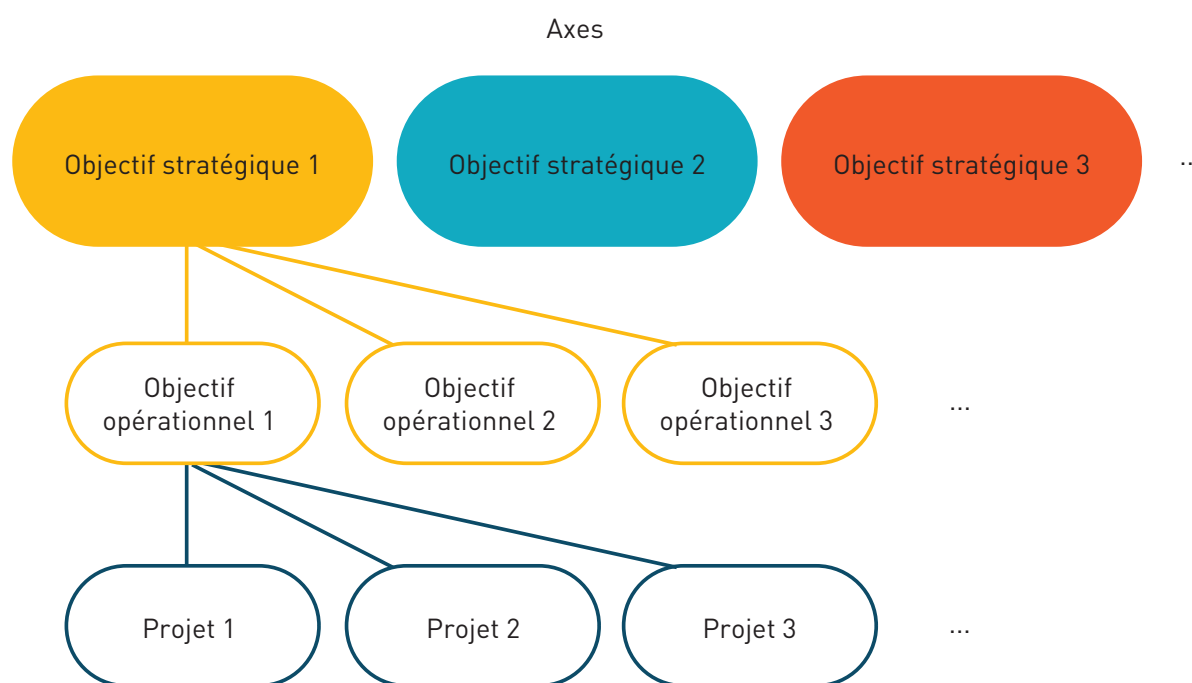 Axes
Objectif stratégique 1
Objectif stratégique 2
Objectif stratégique 3
..
Objectif
opérationnel 1
Objectif
opérationnel 2
Objectif
opérationnel 3
...
Projet 1
Projet 2
Projet 3
...